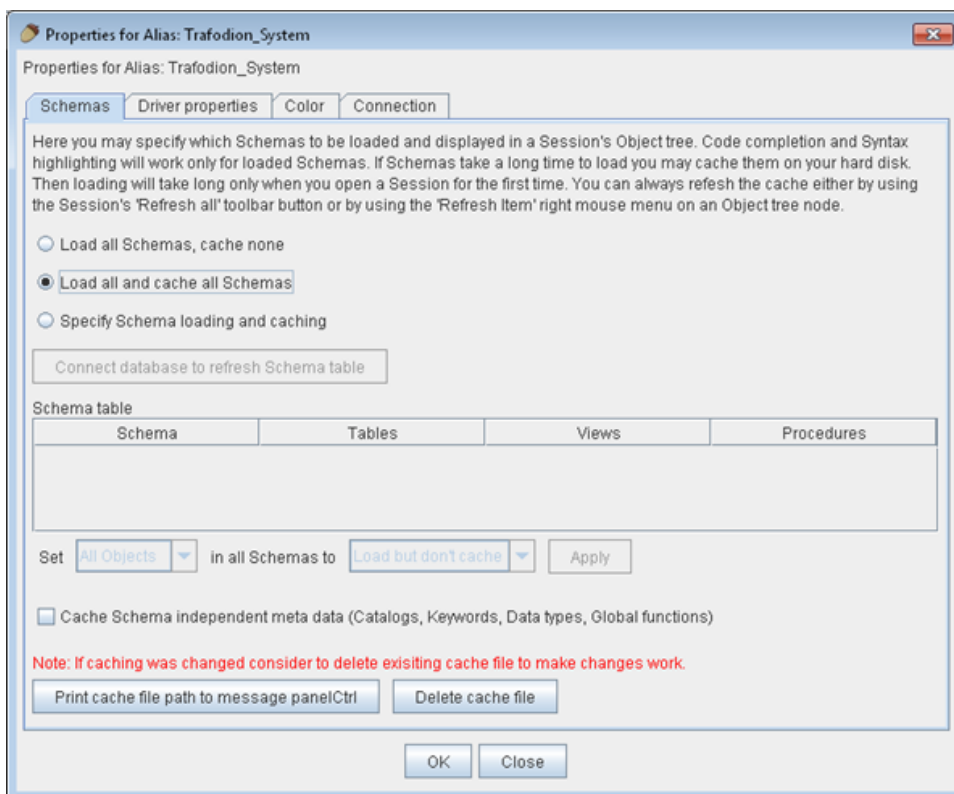 Properties for Alias: Trafodion_System
Properties for Alias: Trafodion_System
Schemas Driver properties Color Connection
Here you may specify which Schemas to be loaded and displayed in a Session's Object tree. Code completion and Syntax
highlighting will work only for loaded Schemas. If Schemas take a long time to load you may cache them on your hard disk.
Then loading will take long only when you open a Session for the first time. You can always refesh the cache either by using
the Session's 'Refresh all' toolbar button or by using the 'Refresh Item' right mouse menu on an Object tree node.
Load all Schemas, cache none
Load all and cache all Schemas
Specify Schema loading and caching
Connect database to refresh Schema table
Schema table
Schema Tables Views Procedures
Set All Objects in all Schemas to Load but don't cache Apply
Cache Schema independent meta data (Catalogs, Keywords, Data types, Global functions)
Note: If caching was changed consider to delete exisiting cache file to make changes work.
Print cache file path to message panelCtrl Delete cache file
OK Close